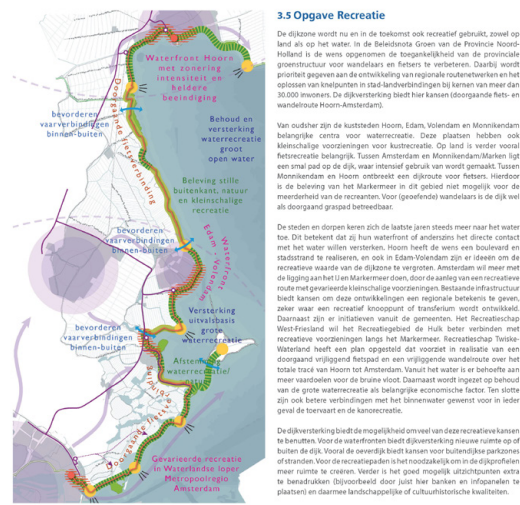 3.5 Opgave Recreatie
De dijkzone wordt nu en in de toekomst ook recreatief gebruikt, zowel op
land als op het water. In de Beleidsnota Groen van de Provincie Noord-
Holland is de wens opgenomen de toegankelijkheid van de provinciale
groenstructuur voor wandelaars en fietsers te verbeteren. Daarbij wordt
prioriteit gegeven aan de ontwikkeling van regionale routenetwerken en het
oplossen van knelpunten in stad-landverbindingen bij kernen van meer dan
30.000 inwoners. De dijkversterking biedt hier kansen (doorgaande fiets- en
wandelroute Hoorn-Amsterdam).
Van oudsher zijn de kuststeden Hoorn, Edam, Volendam en Monnikendam
belangrijke centra voor waterrecreatie. Deze plaatsen hebben ook
kleinschalige voorzieningen voor kustrecreatie. Op land is er vooral
fietsrecreatie belangrijk. Tussen Amsterdam en Monnikendam/Marken ligt
een smal pad op de dijk, waar intensief gebruik van wordt gemaakt. Tussen
Monnikendam en Hoorn ontbreekt een dijkroute voor fietsers. Hierdoor
is de beleving van het Markermeer in dit gebied niet mogelijk voor de
meerderheid van de recreanten. Voor (geoefende) wandelaars is de dijk wel
als doorgaand graspad betreedbaar.
De steden en dorpen keren zich de laatste jaren steeds meer naar het water
toe. Dit betekent dat zij hun waterfront of anderszins het directe contact
met het water willen versterken. Hoorn heeft de wens een boulevard en
stadsstrand te realiseren, en ook in Edam-Volendam zijn er ideeën om de
recreatieve waarde van de dijkzone te vergroten. Amsterdam wil meer met
de ligging aan het IJ en Markermeer doen, door de aanleg van een recreatieve
route met gevarieerde kleinschalige voorzieningen. Bestaande infrastructuur
biedt kansen om deze ontwikkelingen een regionale betekenis te geven,
zeker waar een recreatief knooppunt of transferium wordt ontwikkeld.
Daarnaast zijn er initiatieven vanuit de gemeenten. Het Recreatieschap
West-Friesland wil het Recreatiegebied de Hulk beter verbinden met
recreatieve voorzieningen langs het Markermeer. Recreatieschap Twiske-
Waterland heeft een plan opgesteld dat voorziet in realisatie van een
doorgaand vrijliggend fietspad en een vrijliggende wandelroute over het
totale tracé van Hoorn tot Amsterdam. Vanuit het water is er behoefte aan
meer vaardoelen voor de bruine vloot. Daarnaast wordt ingezet op behoud
van de grote waterrecreatie als belangrijke economische factor. Ten slotte
zijn ook betere verbindingen met het binnenwater gewenst voor in ieder
geval de toervaart en de kanorecreatie.
De dijkversterking biedt de mogelijkheid om veel van deze recreatieve kansen
te benutten. Voor de waterfronten biedt dijkversterking nieuwe ruimte op of
buiten de dijk. Vooral de oeverdijk biedt kansen voor buitendijkse parkzones
of stranden. Voor de recreatiepaden is het noodzakelijk om in de dijkprofielen
meer ruimte te creëren. Verder is het goed mogelijk uitzichtpunten extra
te benadrukken (bijvoorbeeld door juist hier banken en infopanelen te
plaatsen) en daarmee landschappelijke of cultuurhistorische kwaliteiten.
Waterfront Hoorn
met zonering
intensiteit en
heldere
beeindiging
Doorgaande fietsverbinding
bevorderen
vaarverbindingen
binnen-buiten
Behoud en
versterking
waterrecreatie
groot
open water
Beleving stille
buitenkant, natuur
en kleinschalige
recreatie
bevorderen
vaarverbindingen
binnen-buiten
Waterfront
Edam - Volendam
Versterking
uitvalsbasis
grote
waterrecreatie
bevorderen
vaarverbindingen
binnen-buiten
Afstemming
waterrecreatie/
natuur
Doorgaande fietsverbinding
Gevarieerde recreatie
in Waterlandse loper
Metropoolregio
Amsterdam